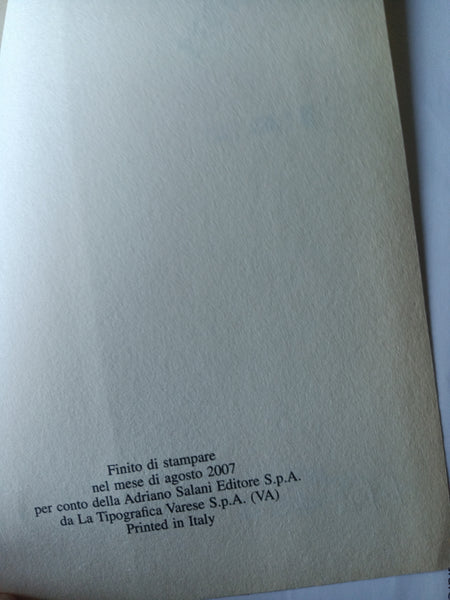 Finito di stampare
nel mese di agosto 2007
per conto della Adriano Salani Editore S.p.A.
da La Tipografica Varese S.p.A. (VA)
Printed in Italy